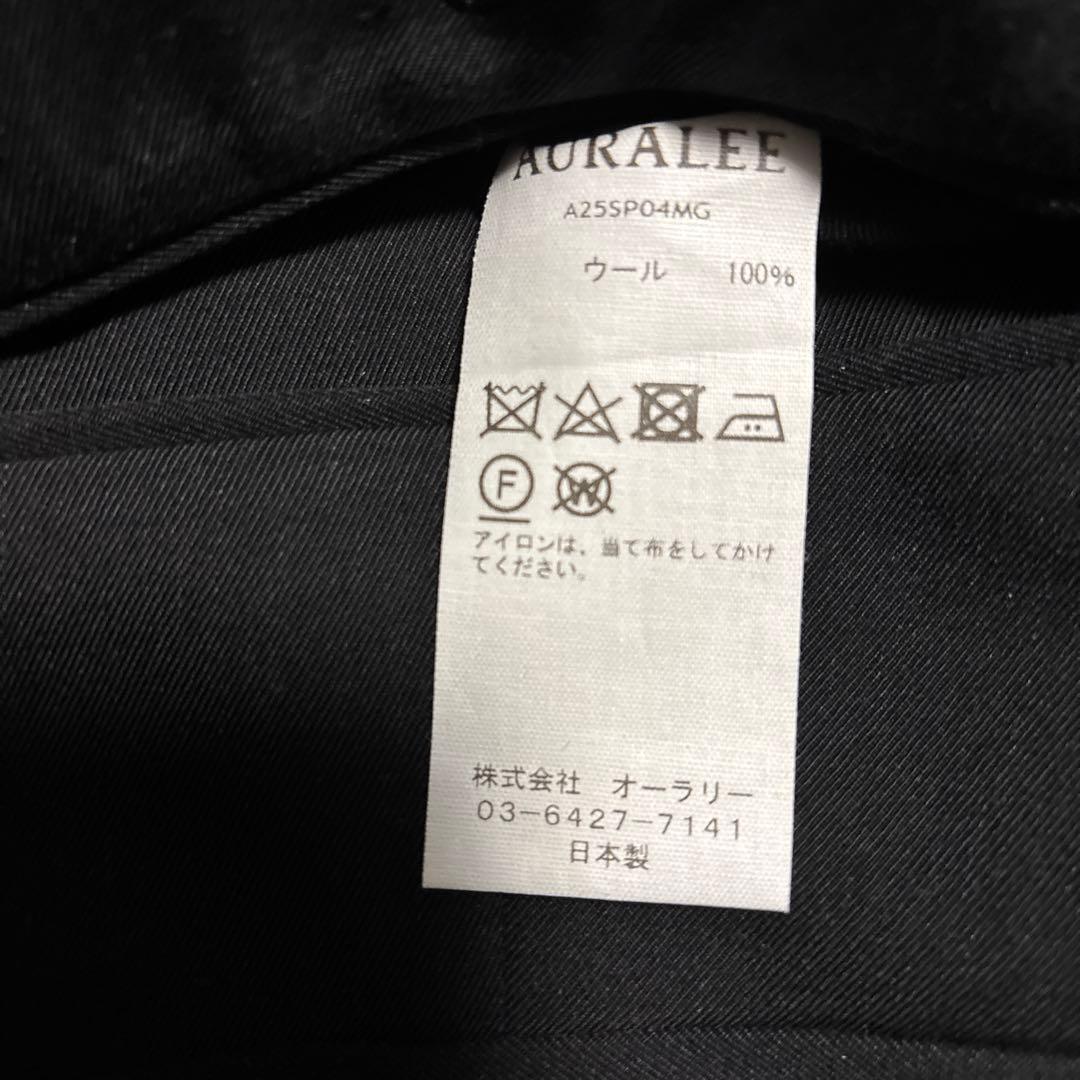 AURALEE
A25SP04MG
ウール 100%
F
W
アイロンは、当て布をしてかけ
てください。
株式会社 オーラリー
03-6427-7141
日本製